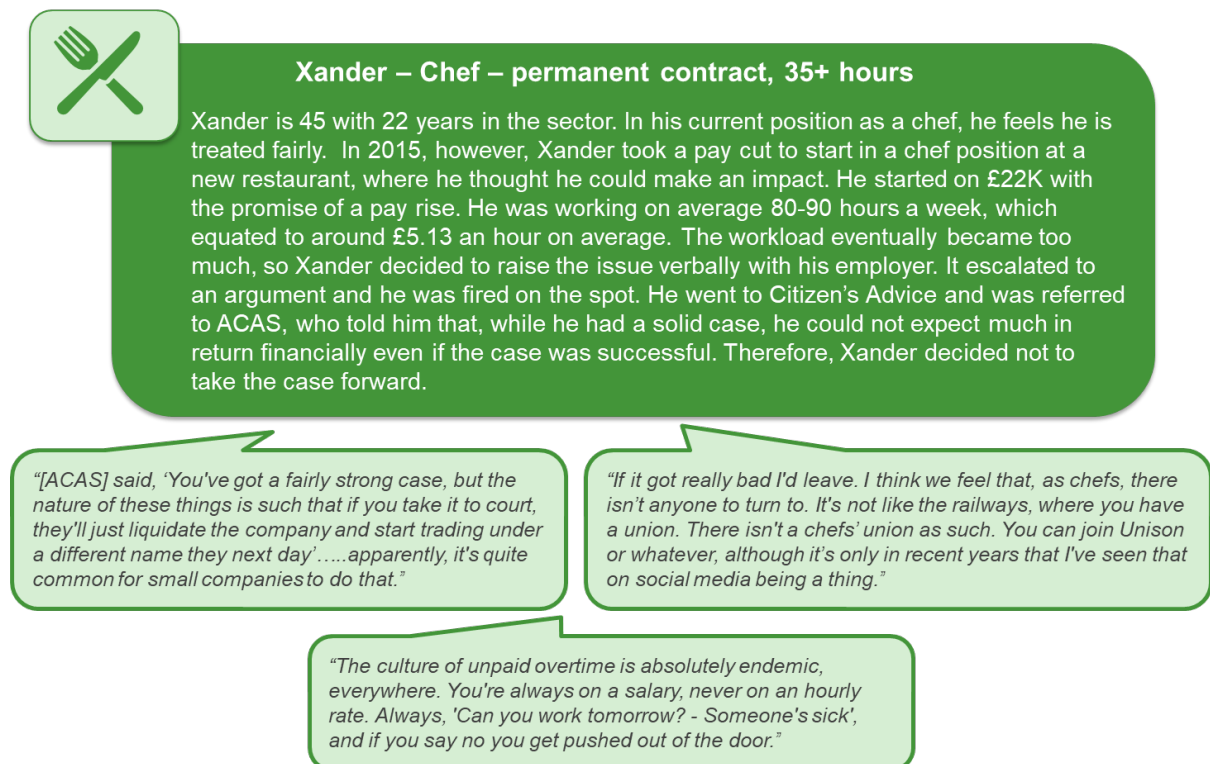 Xander – Chef – permanent contract, 35+ hours
Xander is 45 with 22 years in the sector. In his current position as a chef, he feels he is
treated fairly.  In 2015, however, Xander took a pay cut to start in a chef position at a
new restaurant, where he thought he could make an impact. He started on £22K with
the promise of a pay rise. He was working on average 80-90 hours a week, which
equated to around £5.13 an hour on average. The workload eventually became too
much, so Xander decided to raise the issue verbally with his employer. It escalated to
an argument and he was fired on the spot. He went to Citizen’s Advice and was referred
to ACAS, who told him that, while he had a solid case, he could not expect much in
return financially even if the case was successful. Therefore, Xander decided not to
take the case forward.
“[ACAS] said, ‘You've got a fairly strong case, but the
nature of these things is such that if you take it to court,
they'll just liquidate the company and start trading under
a different name they next day’…..apparently, it's quite
common for small companies to do that.”
“If it got really bad I'd leave. I think we feel that, as chefs, there
isn’t anyone to turn to. It's not like the railways, where you have
a union. There isn't a chefs’ union as such. You can join Unison
or whatever, although it’s only in recent years that I've seen that
on social media being a thing.”
“The culture of unpaid overtime is absolutely endemic,
everywhere. You're always on a salary, never on an hourly
rate. Always, 'Can you work tomorrow? - Someone's sick',
and if you say no you get pushed out of the door.”